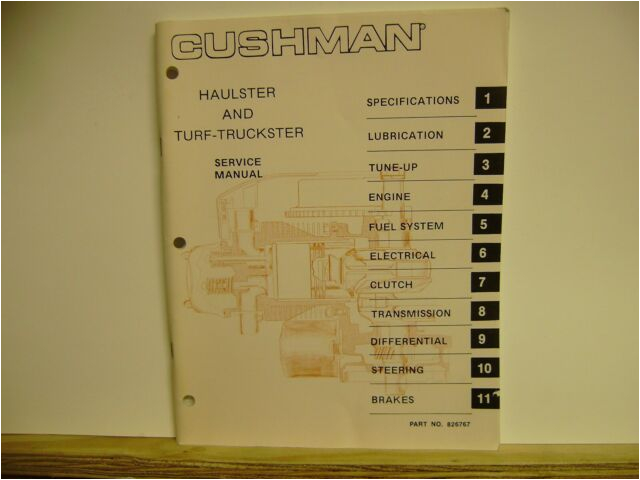 CUSHMAN®
HAULSTER
AND
TURF-TRUCKSTER
SERVICE
MANUAL
SPECIFICATIONS 1
LUBRICATION 2
TUNE-UP 3
ENGINE 4
FUEL SYSTEM 5
ELECTRICAL 6
CLUTCH 7
TRANSMISSION 8
DIFFERENTIAL 9
STEERING 10
BRAKES 11
PART NO. 826767